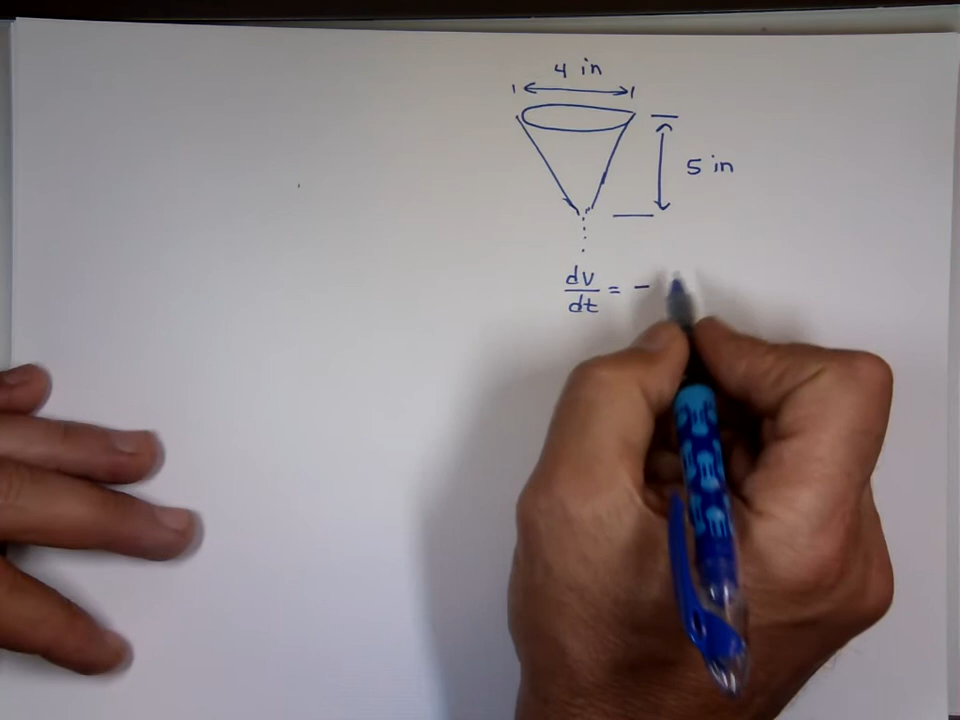 4 in
5 in
dV/dt = -